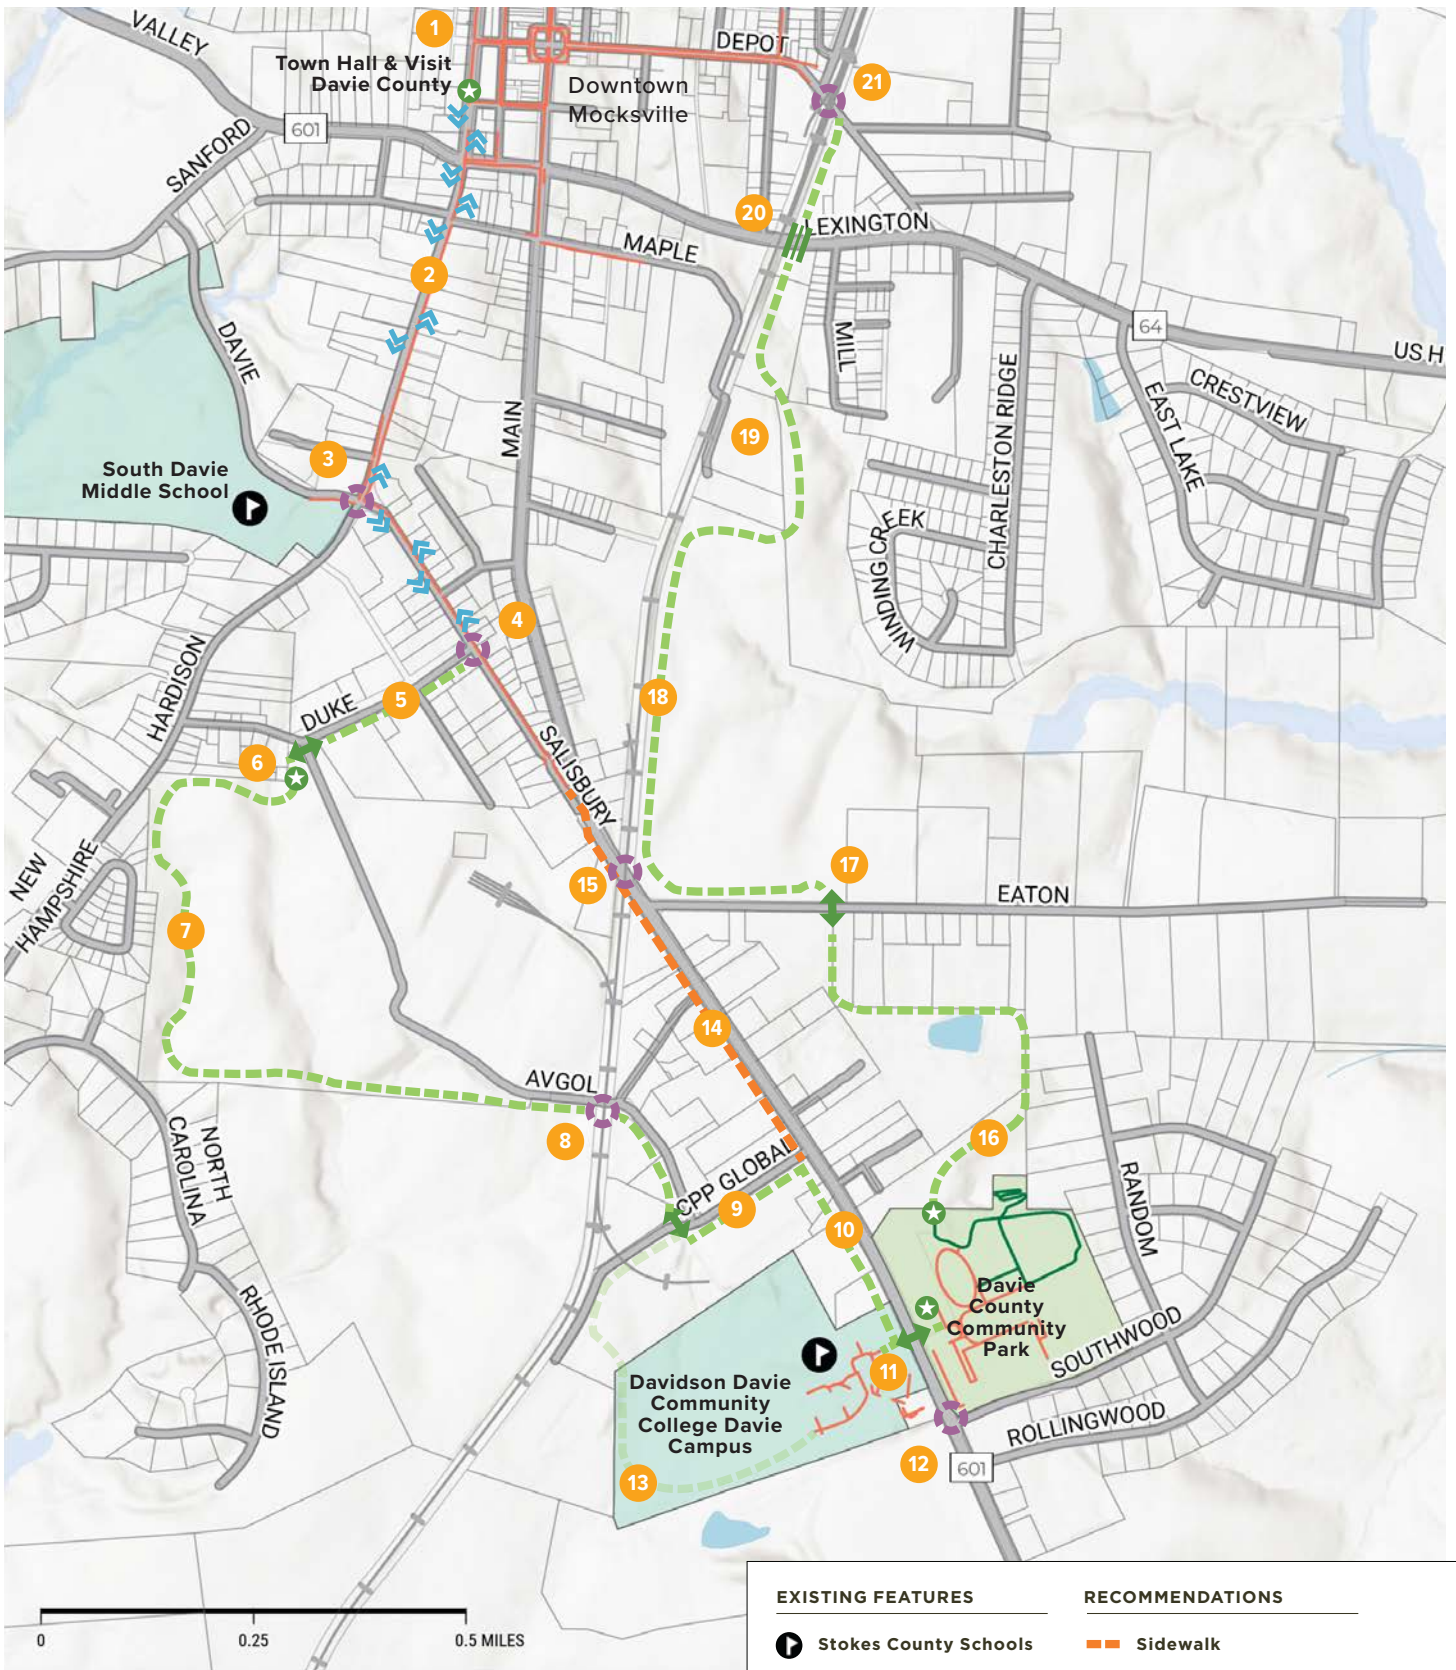 VALLEY
1
Town Hall & Visit
Davie County
DEPOT
Downtown
Mocksville
21
601
SANFORD
20
LEXINGTON
MAPLE
2
64
US H
DAVIE
MILL
CHARLESTON RIDGE
EAST LAKE
CRESTVIEW
MAIN
19
3
South Davie
Middle School
WINDING CREEK
4
HARDISON
5
DUKE
18
6
SALISBURY
NEW
HAMPSHIRE
15
17
EATON
7
14
AVGOL
8
16
NORTH
CAROLINA
CPP GLOBAL
9
10
RANDOM
RHODE ISLAND
Davie
County
Community
Park
SOUTHWOOD
11
Davidson Davie
Community
College Davie
Campus
ROLLINGWOOD
12
601
13
0
0.25
0.5 MILES
EXISTING FEATURES
RECOMMENDATIONS
Stokes County Schools
Sidewalk